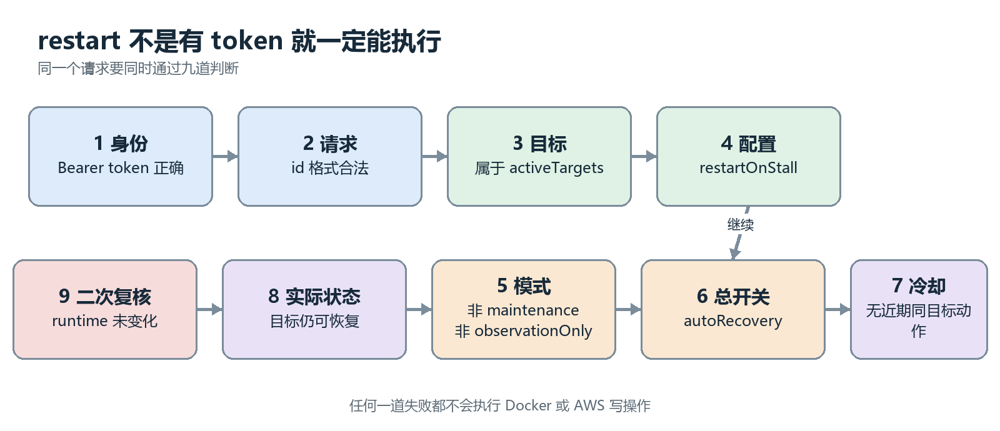 restart 不是有 token 就一定能执行
同一个请求要同时通过九道判断
1 身份
Bearer token 正确
2 请求
id 格式合法
3 目标
属于 activeTargets
4 配置
restartOnStall
继续
9 二次复核
runtime 未变化
8 实际状态
目标仍可恢复
5 模式
非 maintenance
非 observationOnly
6 总开关
autoRecovery
7 冷却
无近期同目标动
作
任何一道失败都不会执行 Docker 或 AWS 写操作